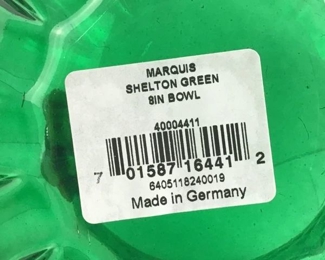 MARQUIS
SHELTON GREEN
8IN BOWL
40004411
7 01587 16441 2
6405118240019
Made in Germany